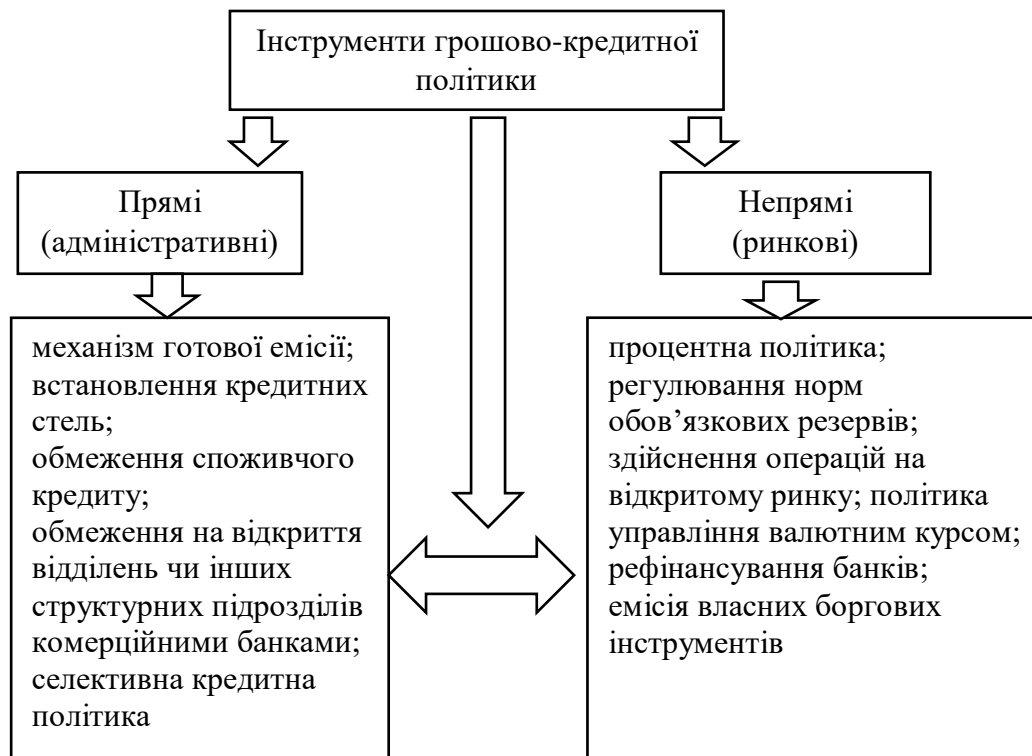 Інструменти грошово-кредитної
політики
Прямі
(адміністративні)
Непрямі
(ринкові)
механізм готової емісії;
встановлення кредитних
стель;
обмеження споживчого
кредиту;
обмеження на відкриття
відділень чи інших
структурних підрозділів
комерційними банками;
селективна кредитна
політика
процентна політика;
регулювання норм
обов’язкових резервів;
здійснення операцій на
відкритому ринку; політика
управління валютним курсом;
рефінансування банків;
емісія власних боргових
інструментів